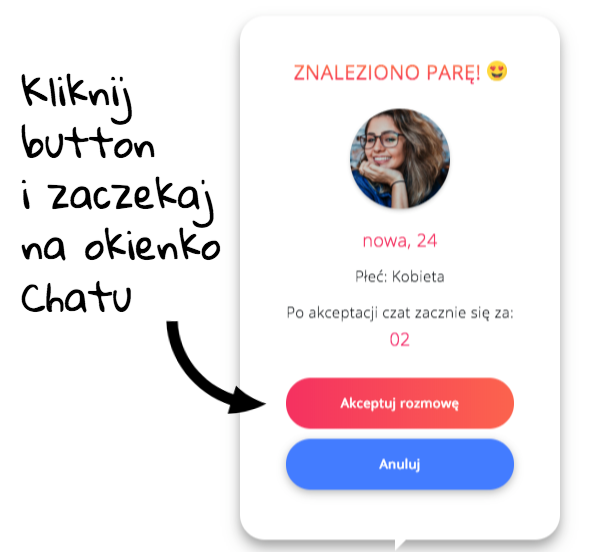 Kliknij
button
i zaczekaj
na okienko
Chatu
ZNALEZIONO PARĘ! 😍
nowa, 24
Płeć: Kobieta
Po akceptacji czat zacznie się za:
02
Akceptuj rozmowę
Anuluj